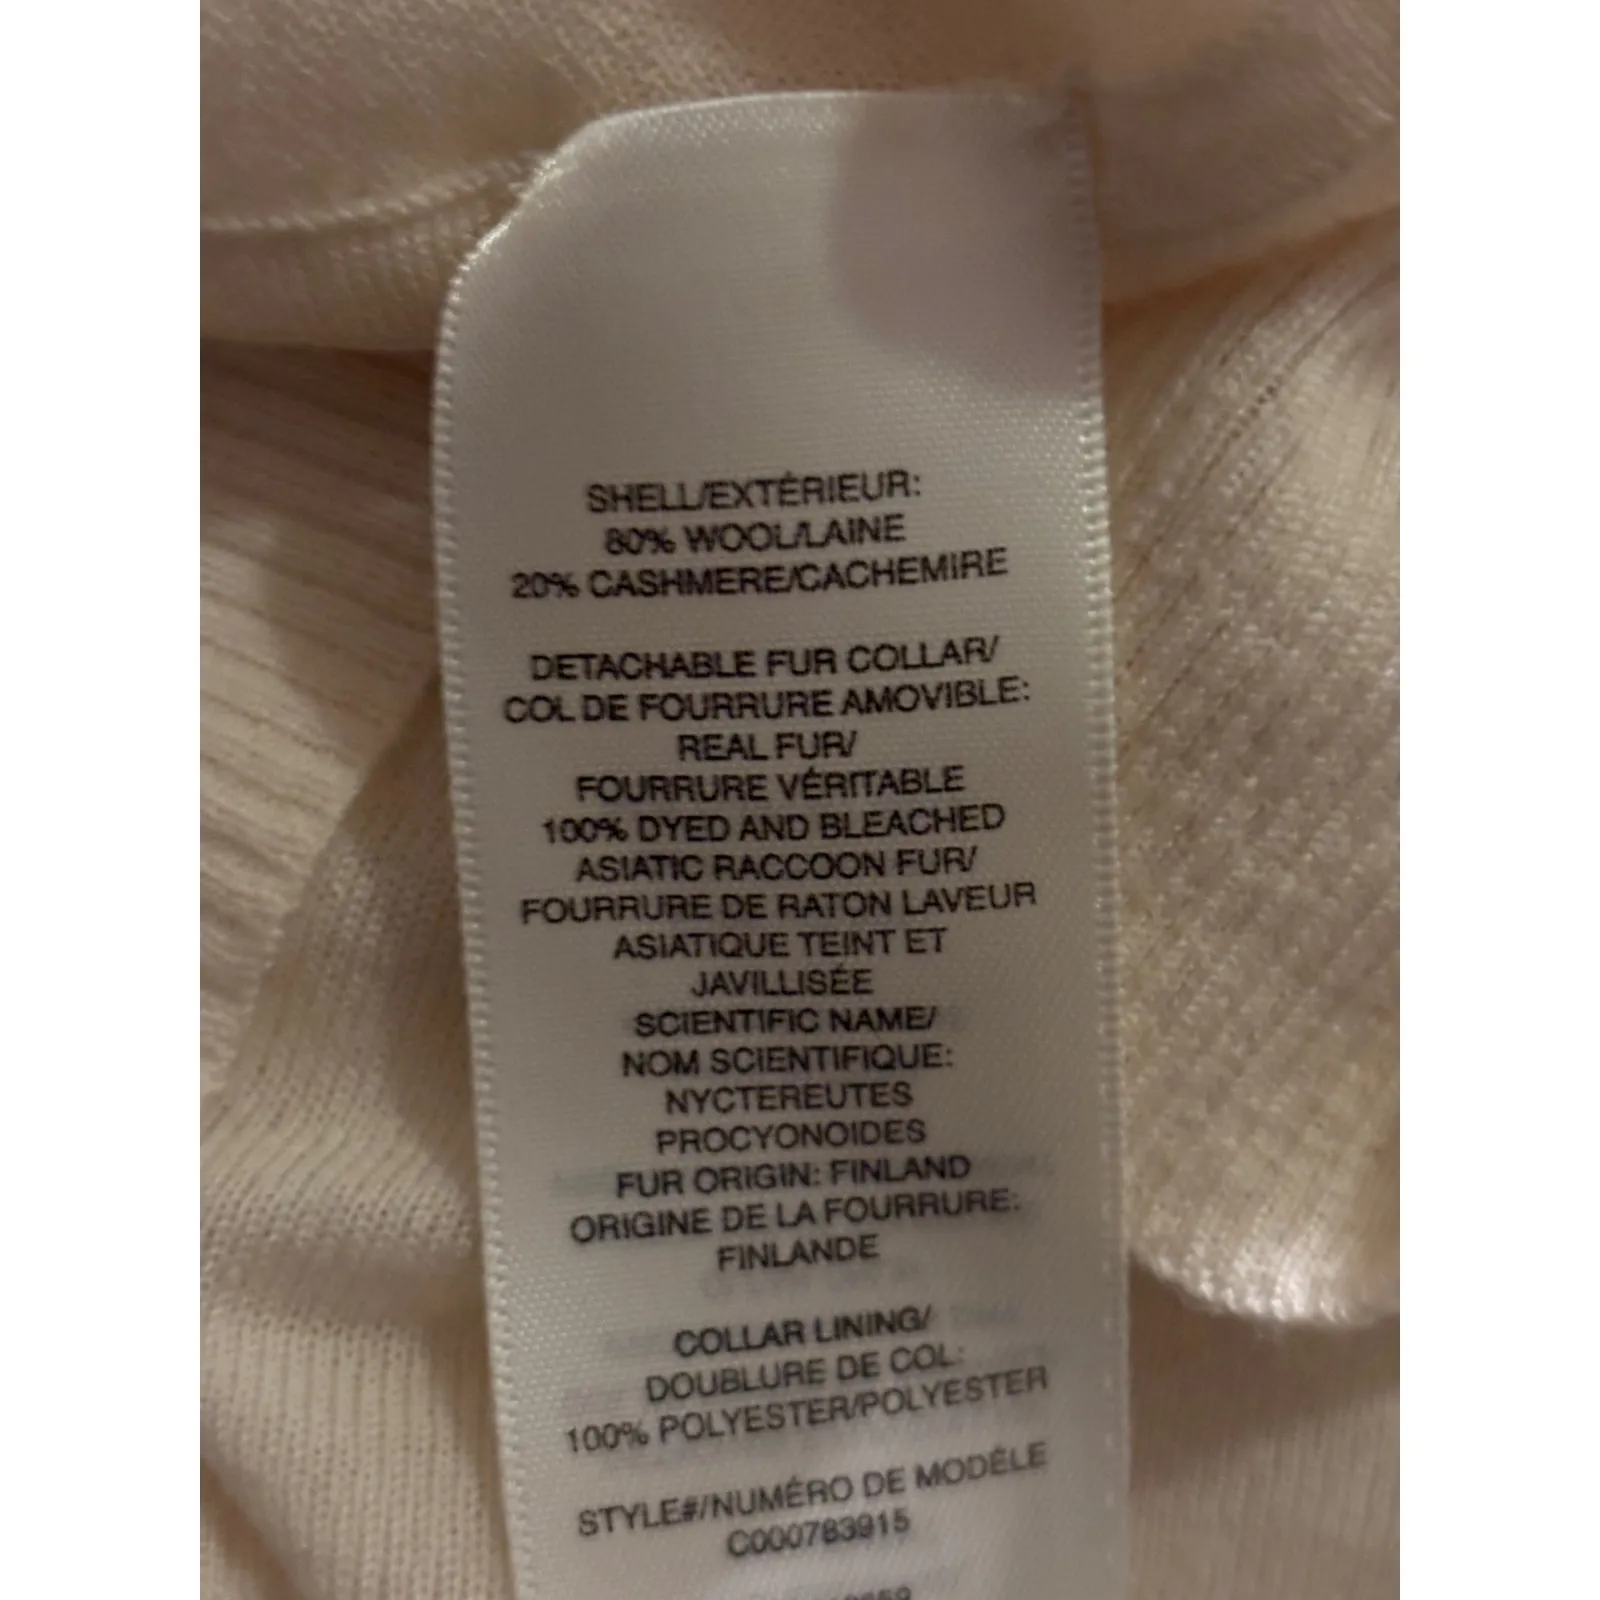 SHELL/EXTÉRIEUR:
80% WOOL/LAINE
20% CASHMERE/CACHEMIRE
DETACHABLE FUR COLLAR/
COL DE FOURRURE AMOVIBLE:
REAL FUR/
FOURRURE VÉRITABLE
100% DYED AND BLEACHED
ASIATIC RACCOON FUR/
FOURRURE DE RATON LAVEUR
ASIATIQUE TEINT ET
JAVILLISÉE
SCIENTIFIC NAME/
NOM SCIENTIFIQUE:
NYCTEREUTES
PROCYONOIDES
FUR ORIGIN: FINLAND
ORIGINE DE LA FOURRURE:
FINLANDE
COLLAR LINING/
DOUBLURE DE COL:
100% POLYESTER/POLYESTER
STYLE#/NUMÉRO DE MODÈLE
C000783915